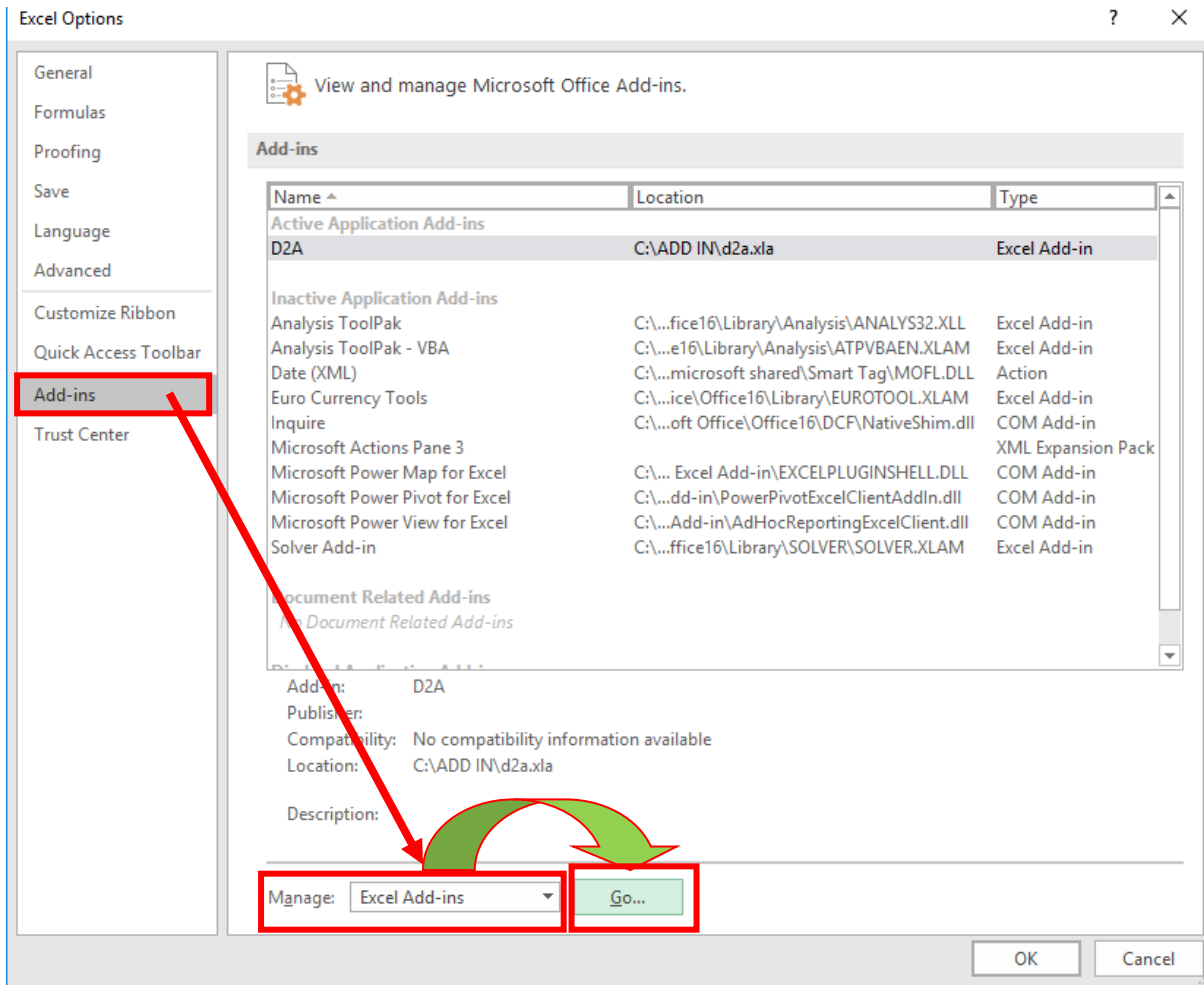 Excel Options
?
General
Formulas
Proofing
Save
Language
Advanced
Customize Ribbon
Quick Access Toolbar
Add-ins
Trust Center
View and manage Microsoft Office Add-ins.
Add-ins
Name Location Type
Active Application Add-ins
D2A C:\ADD IN\d2a.xla Excel Add-in
Inactive Application Add-ins
Analysis ToolPak C:\...fice16\Library\Analysis\ANALYS32.XLL Excel Add-in
Analysis ToolPak - VBA C:\...e16\Library\Analysis\ATPVBAEN.XLAM Excel Add-in
Date (XML) C:\...microsoft shared\Smart Tag\MOFL.DLL Action
Euro Currency Tools C:\...ice\Office16\Library\EUROTOOL.XLAM Excel Add-in
Inquire C:\...oft Office\Office16\DCF\NativeShim.dll COM Add-in
Microsoft Actions Pane 3 XML Expansion Pack
Microsoft Power Map for Excel C:\... Excel Add-in\EXCELPLUGINSHELL.DLL COM Add-in
Microsoft Power Pivot for Excel C:\...dd-in\PowerPivotExcelClientAddIn.dll COM Add-in
Microsoft Power View for Excel C:\...Add-in\AdHocReportingExcelClient.dll COM Add-in
Solver Add-in C:\...ffice16\Library\SOLVER\SOLVER.XLAM Excel Add-in
Document Related Add-ins
No Document Related Add-ins
Add-in: D2A
Publisher:
Compatibility: No compatibility information available
Location: C:\ADD IN\d2a.xla
Description:
Manage: Excel Add-ins Go...
OK Cancel